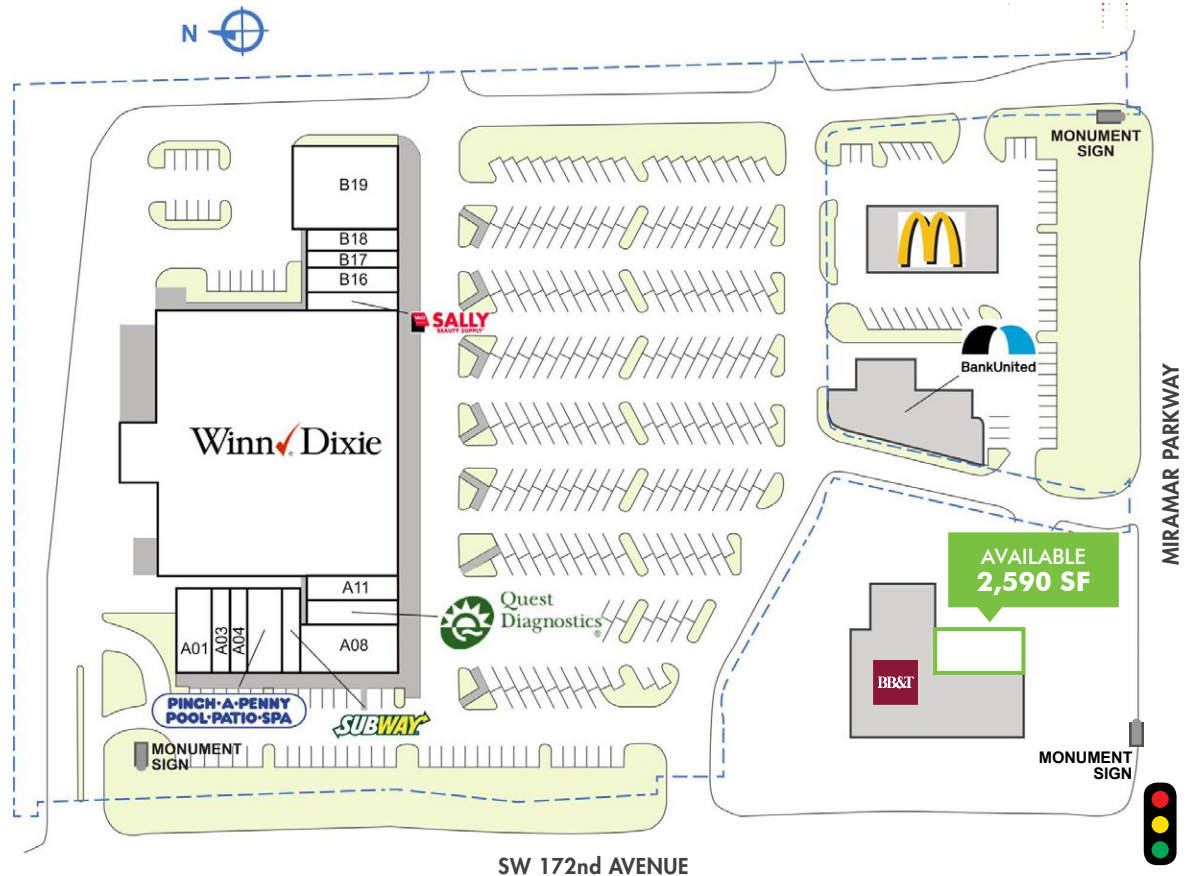 N
MONUMENT
SIGN
B19
B18
B17
B16
SALLY
BEAUTY SUPPLY
BankUnited
Winn Dixie
MIRAMAR PARKWAY
AVAILABLE
2,590 SF
A11
Quest
Diagnostics®
A01
A03
A04
A08
BB&T
PINCH·A·PENNY
POOL·PATIO·SPA
SUBWAY
MONUMENT
SIGN
MONUMENT
SIGN
SW 172nd AVENUE